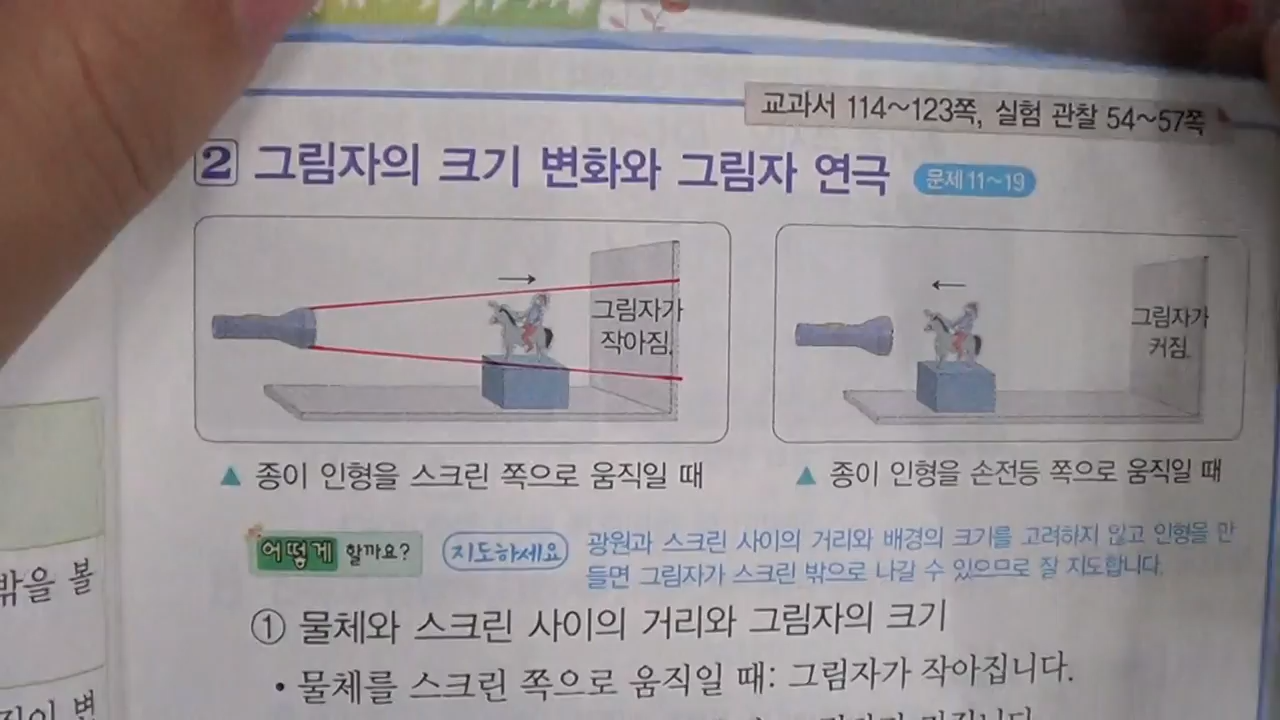 교과서 114~123쪽, 실험 관찰 54~57쪽
2 그림자의 크기 변화와 그림자 연극 문제 11~19
→
그림자가
작아짐.
←
그림자가
커짐.
▲ 종이 인형을 스크린 쪽으로 움직일 때
▲ 종이 인형을 손전등 쪽으로 움직일 때
어떻게 할까요? 지도하세요 광원과 스크린 사이의 거리와 배경의 크기를 고려하지 않고 인형을 만
들면 그림자가 스크린 밖으로 나갈 수 있으므로 잘 지도합니다.
① 물체와 스크린 사이의 거리와 그림자의 크기
• 물체를 스크린 쪽으로 움직일 때: 그림자가 작아집니다.
밖을 볼